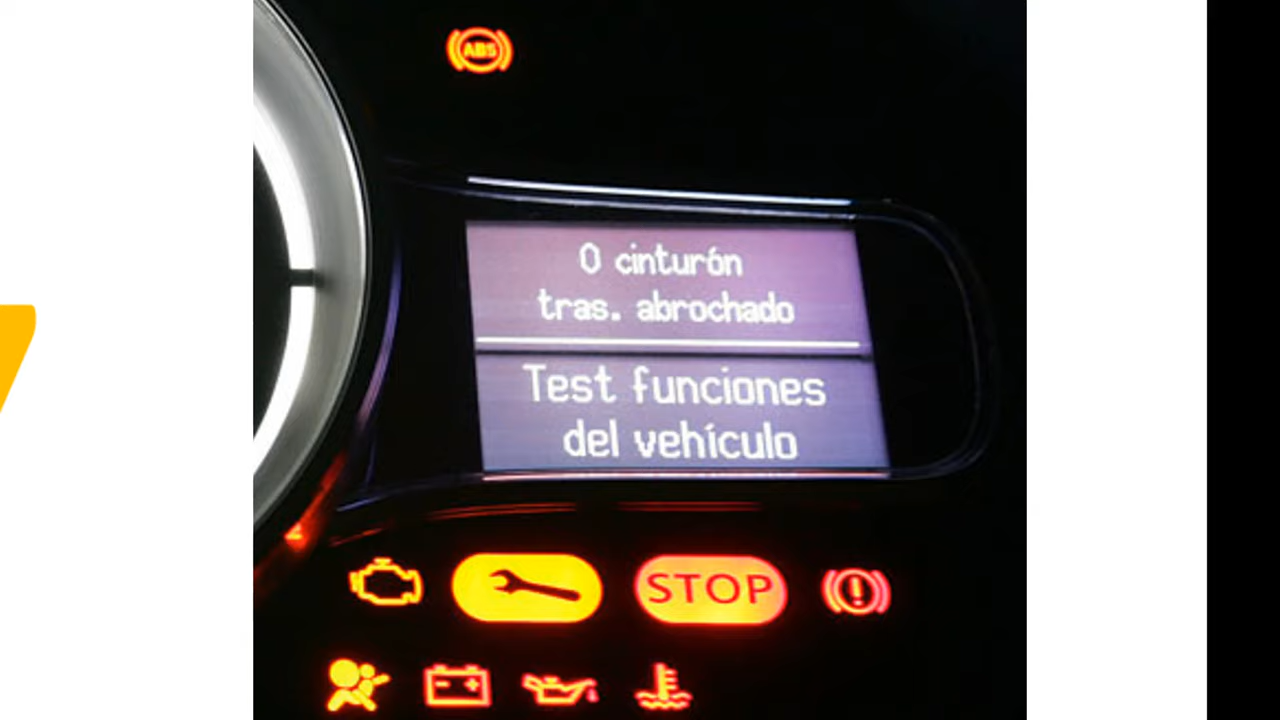 ABS
0 cinturón
tras. abrochado
Test funciones
del vehículo
STOP